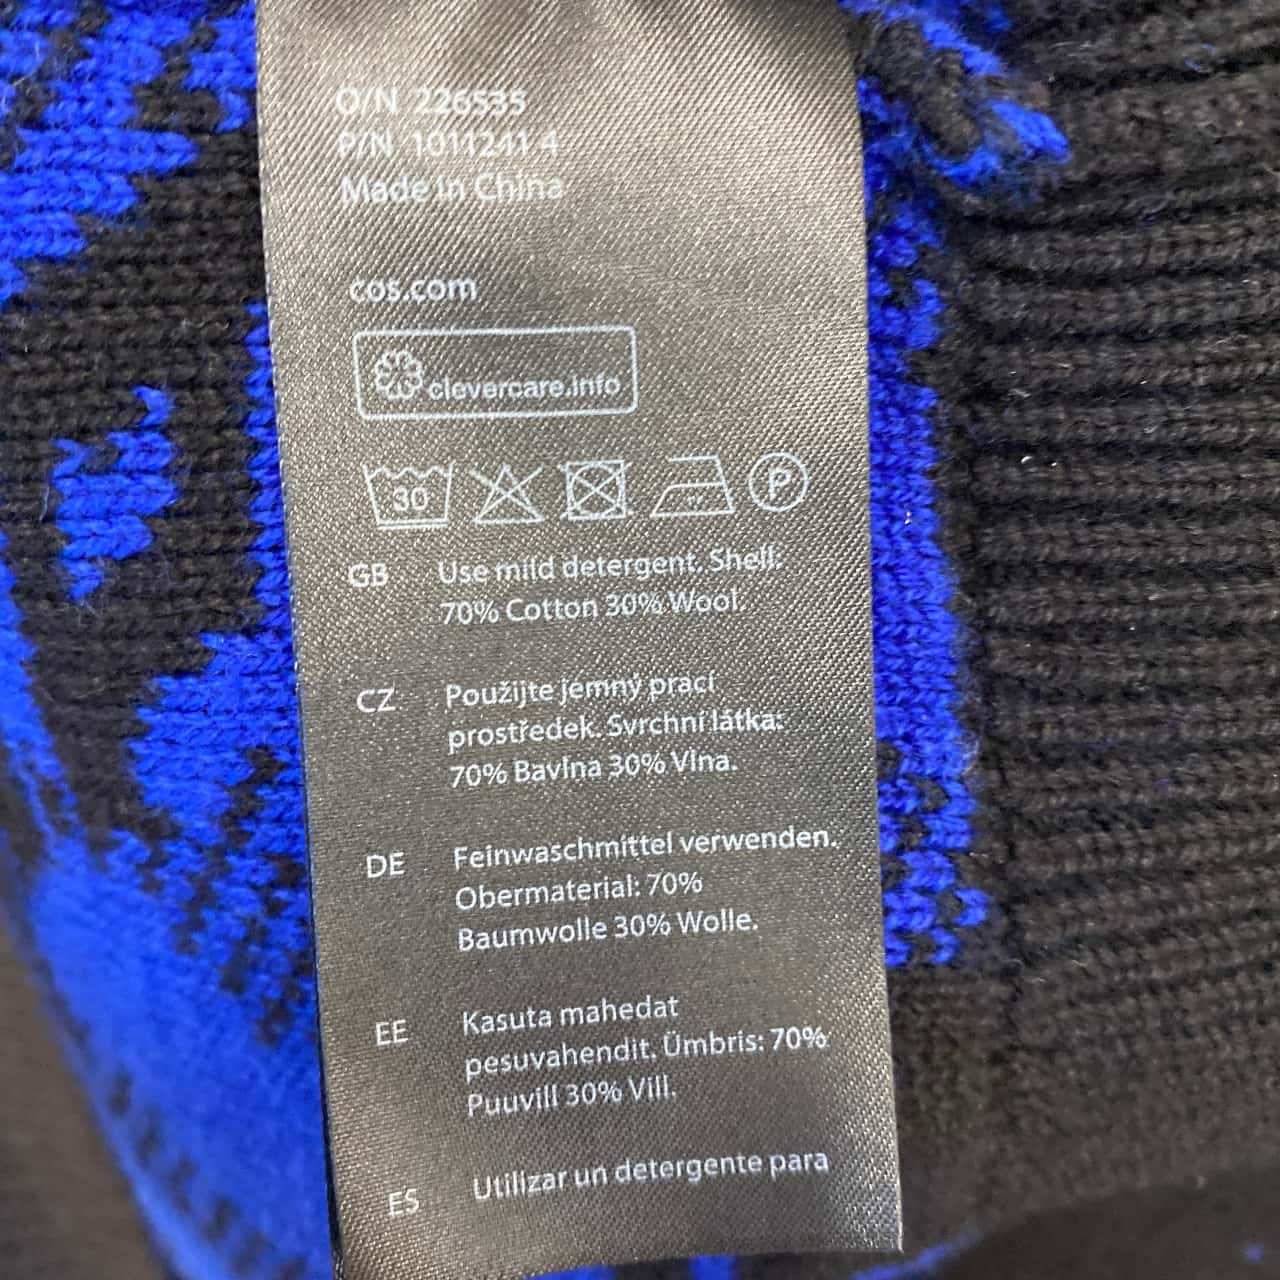 O/N 226535
P/N 1011241 4
Made in China
cos.com
clevercare.info
30 P
GB Use mild detergent. Shell:
70% Cotton 30% Wool.
CZ Použijte jemný prací
prostředek. Svrchní látka:
70% Bavlna 30% Vlna.
DE Feinwaschmittel verwenden.
Obermaterial: 70%
Baumwolle 30% Wolle.
EE Kasuta mahedat
pesuvahendit. Ümbris: 70%
Puuvill 30% Vill.
ES Utilizar un detergente para